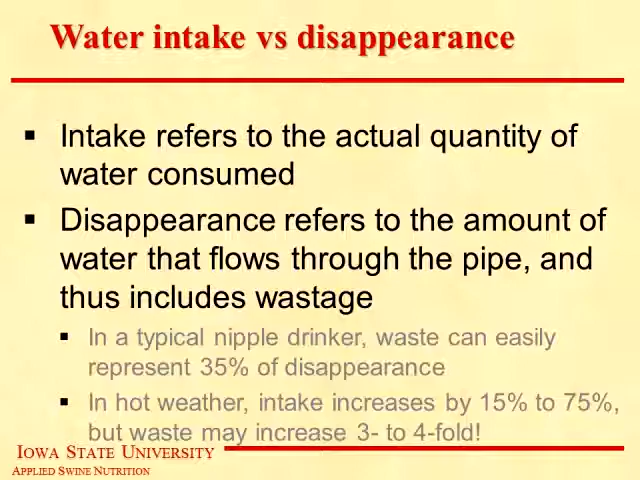 Water intake vs disappearance
▪ Intake refers to the actual quantity of
water consumed
▪ Disappearance refers to the amount of
water that flows through the pipe, and
thus includes wastage
▪ In a typical nipple drinker, waste can easily
represent 35% of disappearance
▪ In hot weather, intake increases by 15% to 75%,
but waste may increase 3- to 4-fold!
IOWA STATE UNIVERSITY
APPLIED SWINE NUTRITION